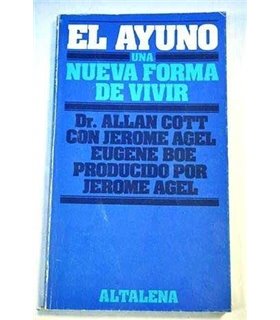 EL AYUNO
UNA
NUEVA FORMA
DE VIVIR
Dr. ALLAN COTT
CON JEROME AGEL
EUGENE BOE
PRODUCIDO POR
JEROME AGEL
ALTALENA